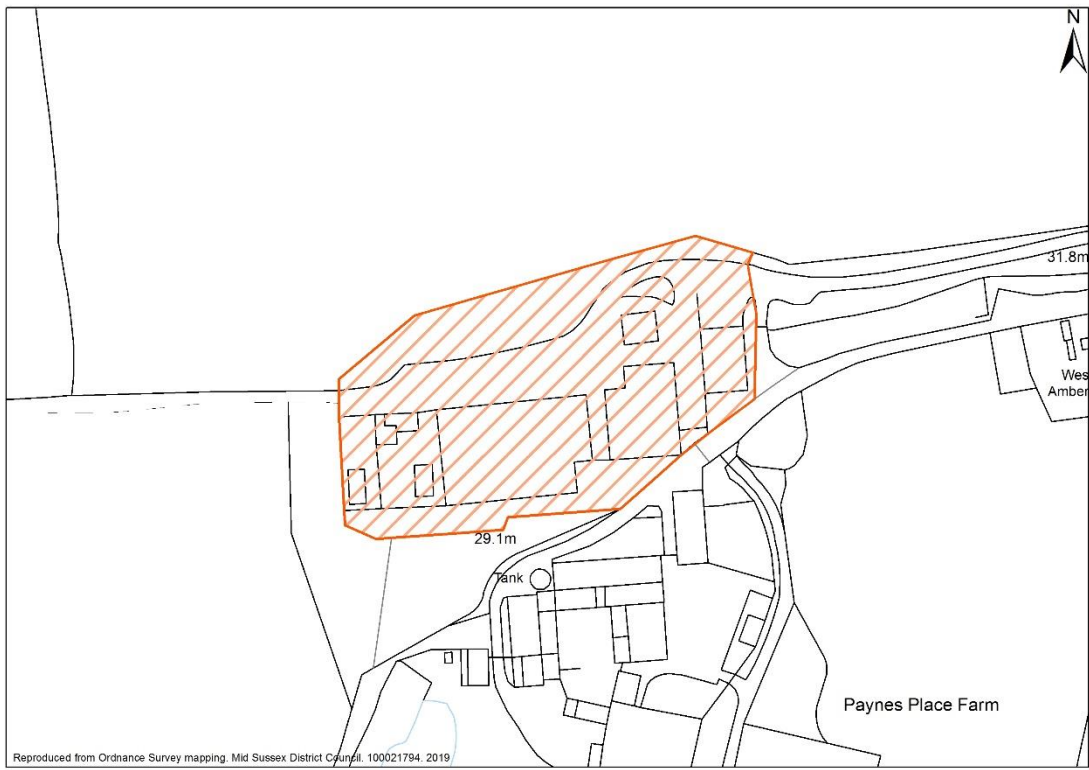 N
31.8m
Wes
Amber
29.1m
Tank
Paynes Place Farm
Reproduced from Ordnance Survey mapping. Mid Sussex District Council. 100021794. 2019